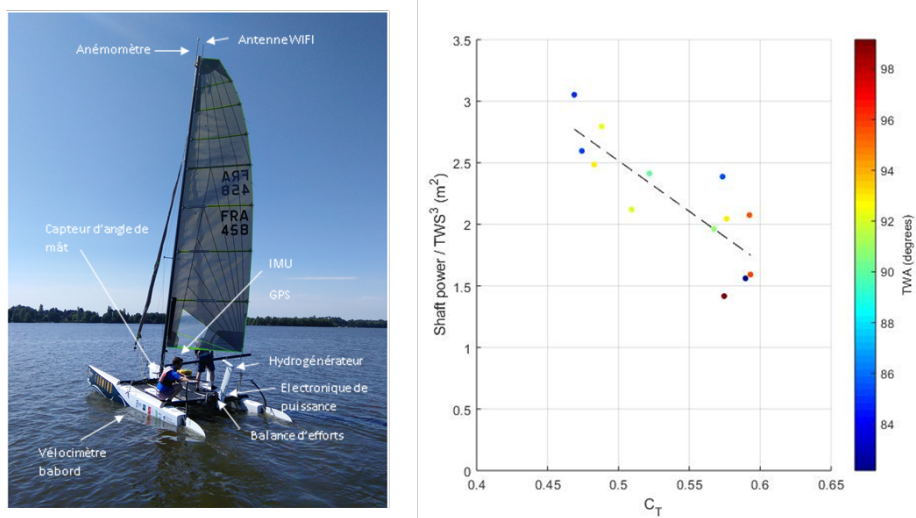 Antenne WIFI
Anémomètre
FRA
458
FRA
458
Capteur d'angle de
mât
IMU
GPS
Hydrogénérateur
Electronique de
puissance
Balance d'efforts
Vélocimètre
babord
3.5
3
2.5
2
1.5
1
0.5
0
Shaft power / TWS³ (m²)
0.4
0.45
0.5
0.55
0.6
0.65
C_T
98
96
94
92
90
88
86
84
TWA (degrees)